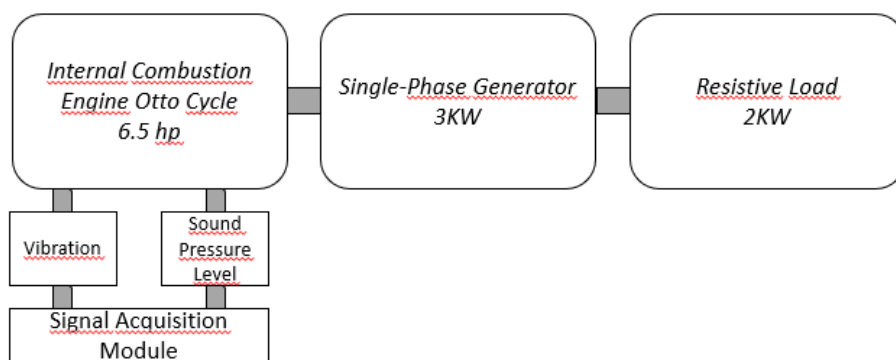 Internal Combustion
Engine Otto Cycle
6.5 hp
Single-Phase Generator
3KW
Resistive Load
2KW
Vibration
Sound
Pressure
Level
Signal Acquisition
Module